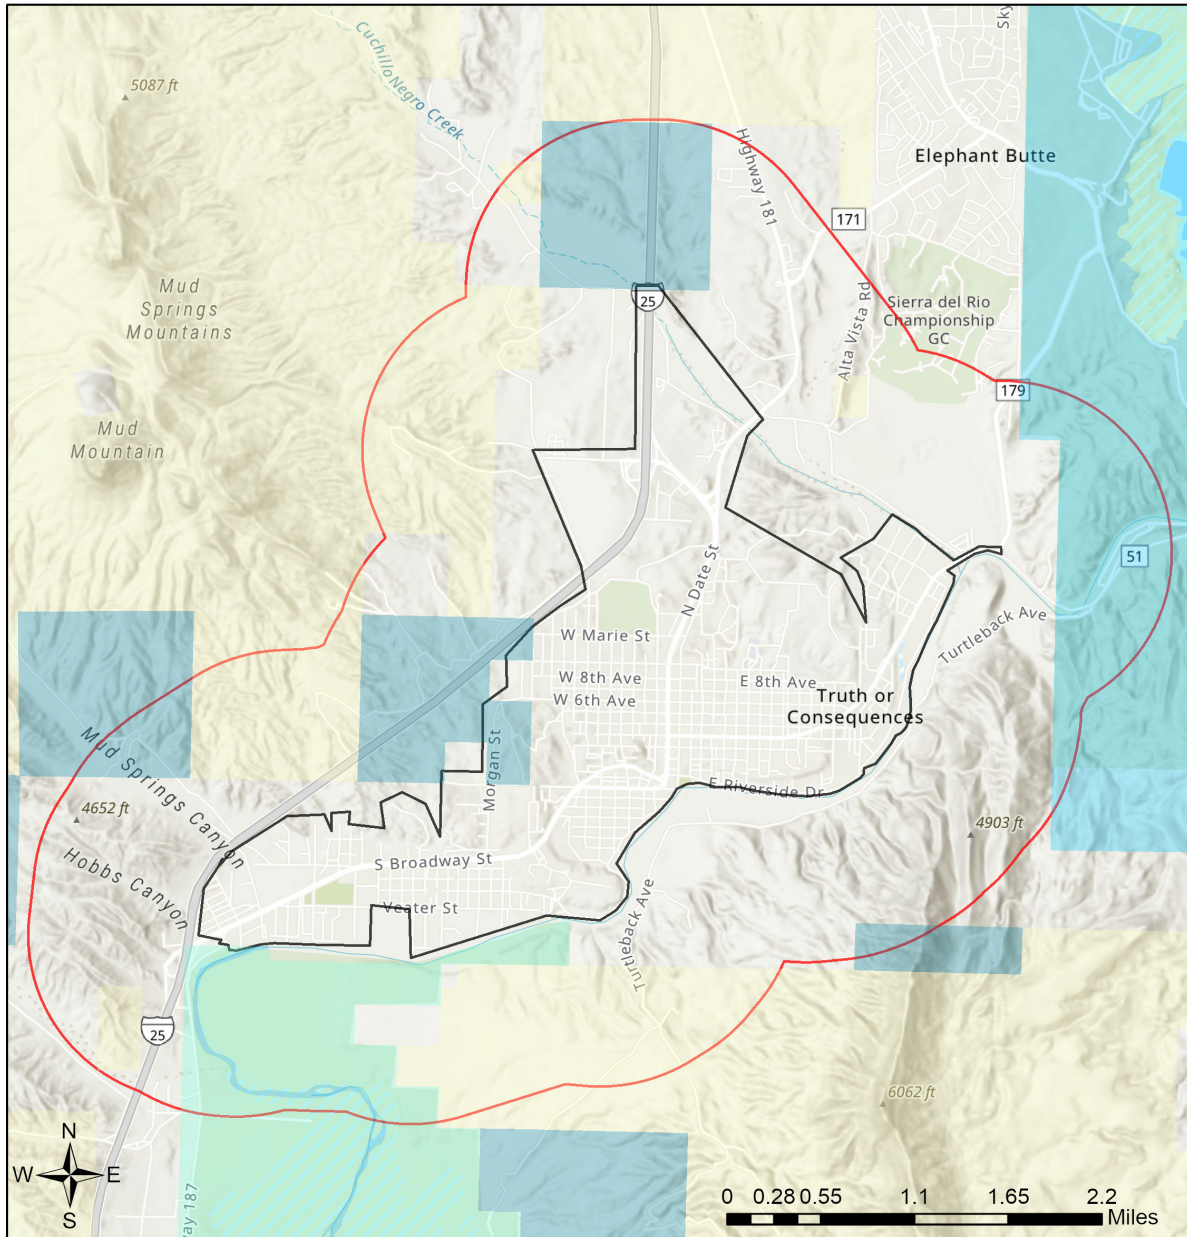 Sky
Cuchillo Negro Creek
5087 ft
Highway 181
Elephant Butte
171
Mud
Springs
Mountains
25
Alta Vista Rd
Sierra del Rio
Championship
GC
179
Mud
Mountain
51
N Date St
W Marie St
Turtleback Ave
W 8th Ave
E 8th Ave
W 6th Ave
Truth or
Consequences
Mud Springs Canyon
Morgan St
E Riverside Dr
4652 ft
4903 ft
Hobbs Canyon
S Broadway St
Veater St
Turtleback Ave
25
6062 ft
N
W E
S
way 187
0 0.28 0.55 1.1 1.65 2.2
Miles